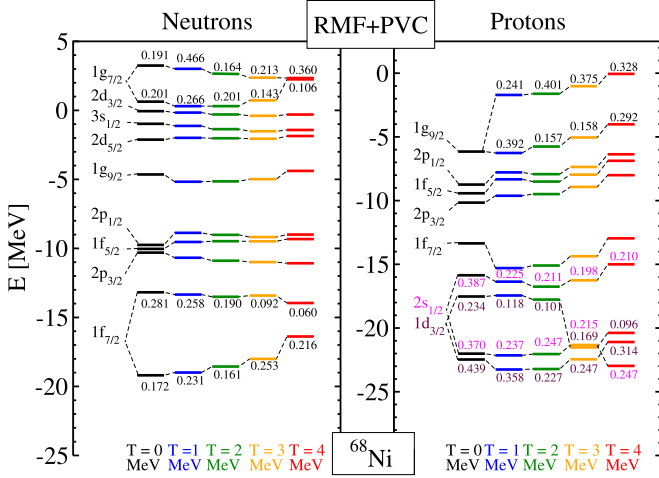 Neutrons
RMF+PVC
Protons
E [MeV]
5
0
-5
-10
-15
-20
-25
1g7/2
2d3/2
3s1/2
2d5/2
1g9/2
2p1/2
1f5/2
2p3/2
1f7/2
0.191
0.466
0.164
0.213
0.360
0.201
0.266
0.201
0.143
0.106
0.281
0.258
0.190
0.092
0.060
0.172
0.231
0.161
0.253
0.216
T = 0 MeV
T =1 MeV
T = 2 MeV
T = 3 MeV
T = 4 MeV
68Ni
0
-5
-10
-15
-20
-25
1g9/2
2p1/2
1f5/2
2p3/2
1f7/2
2s1/2
1d3/2
0.241
0.401
0.375
0.328
0.392
0.157
0.158
0.292
0.387
0.225
0.211
0.198
0.210
0.234
0.118
0.101
0.215
0.169
0.096
0.370
0.237
0.247
0.314
0.439
0.358
0.227
0.247
0.247
T = 0 MeV
T = 1 MeV
T = 2 MeV
T = 3 MeV
T = 4 MeV